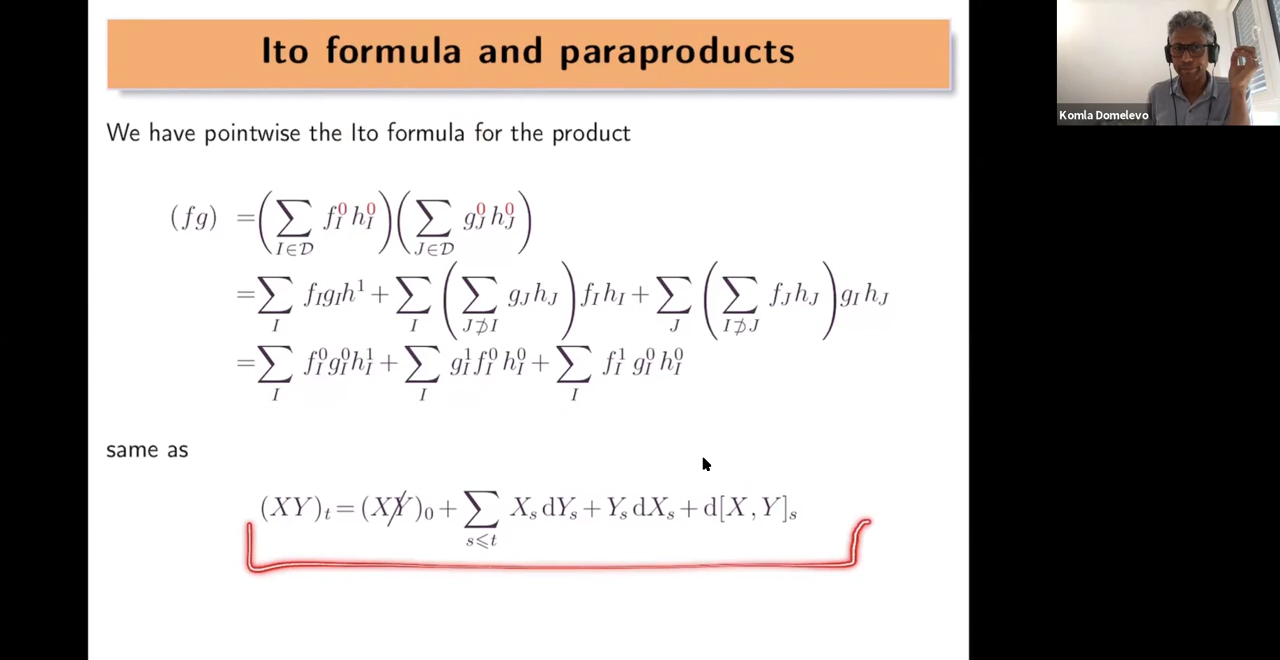 Ito formula and paraproducts
Komla Domelevo
We have pointwise the Ito formula for the product
(fg) = (∑_{I∈𝒟} f_I^0 h_I^0) (∑_{J∈𝒟} g_J^0 h_J^0)
= ∑_I f_I g_I h^1 + ∑_I (∑_{J⊅I} g_J h_J) f_I h_I + ∑_J (∑_{I⊅J} f_J h_J) g_I h_J
= ∑_I f_I^0 g_I^0 h_I^1 + ∑_I g_I^1 f_I^0 h_I^0 + ∑_I f_I^1 g_I^0 h_I^0
same as
(XY)_t = (XY)_0 + ∑_{s⩽t} X_s dY_s + Y_s dX_s + d[X, Y]_s